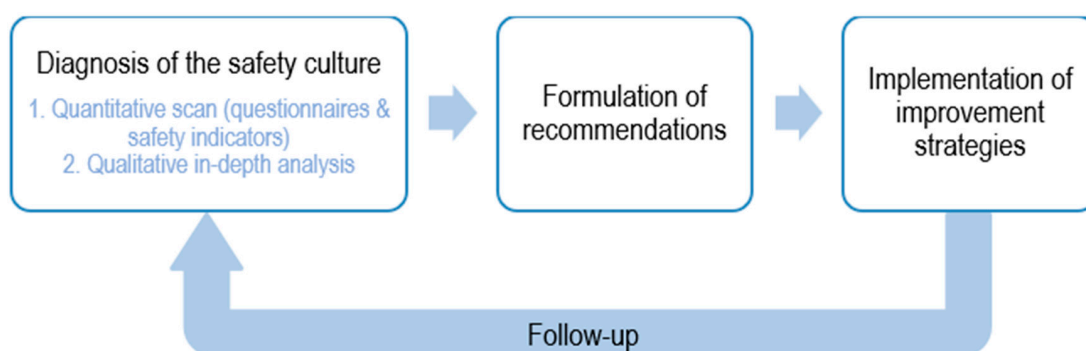 Diagnosis of the safety culture
1. Quantitative scan (questionnaires &
safety indicators)
2. Qualitative in-depth analysis
Formulation of
recommendations
Implementation of
improvement
strategies
Follow-up